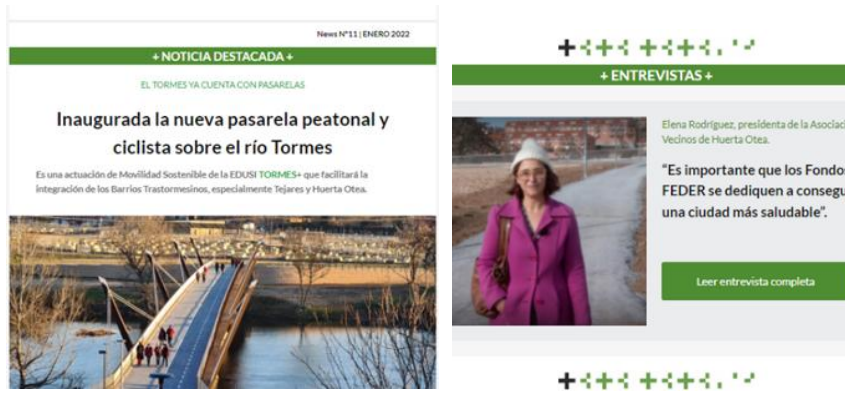 News Nº11 | ENERO 2022
+ NOTICIA DESTACADA +
EL TORMES YA CUENTA CON PASARELAS
Inaugurada la nueva pasarela peatonal y
ciclista sobre el río Tormes
Es una actuación de Movilidad Sostenible de la EDUSI TORMES+ que facilitará la
integración de los Barrios Trastormesinos, especialmente Tejares y Huerta Otea.
+ ENTREVISTAS +
Elena Rodríguez, presidenta de la Asociaci
Vecinos de Huerta Otea.
“Es importante que los Fondos
FEDER se dediquen a consegu
una ciudad más saludable”.
Leer entrevista completa